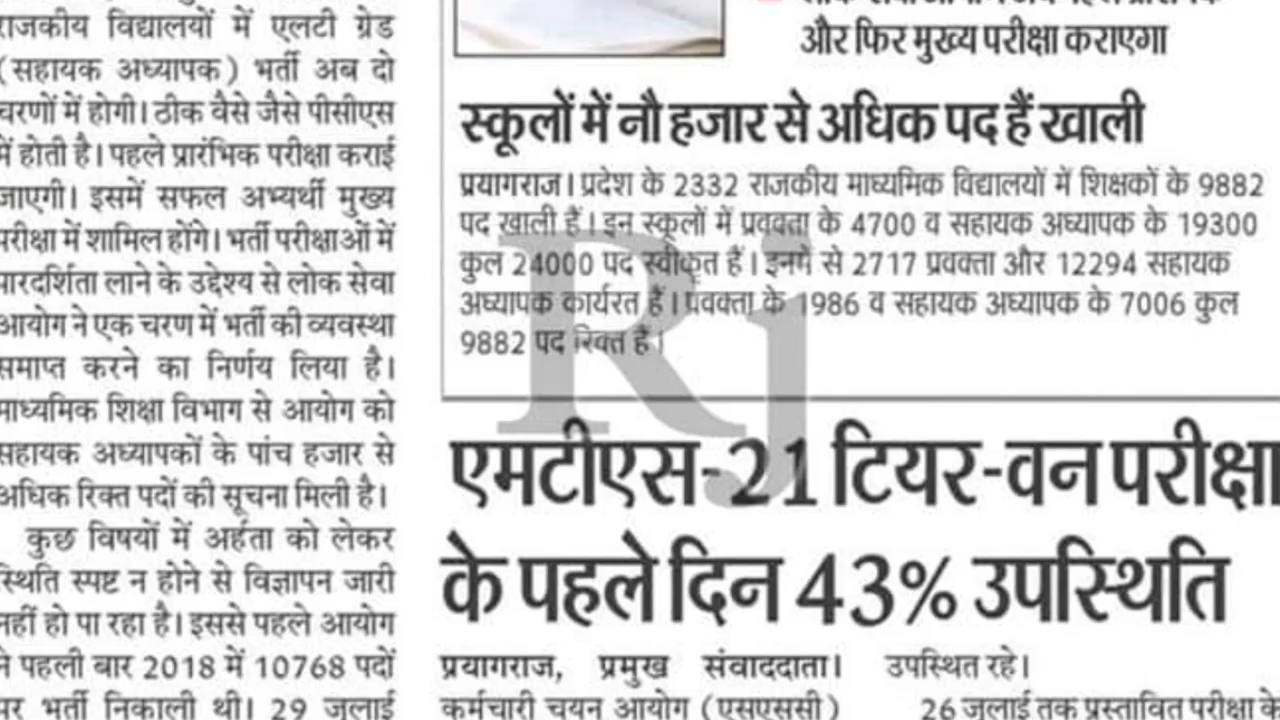 राजकीय विद्यालयों में एलटी ग्रेड
(सहायक अध्यापक) भर्ती अब दो
चरणों में होगी। ठीक वैसे जैसे पीसीएस
में होती है। पहले प्रारंभिक परीक्षा कराई
जाएगी। इसमें सफल अभ्यर्थी मुख्य
परीक्षा में शामिल होंगे। भर्ती परीक्षाओं में
पारदर्शिता लाने के उद्देश्य से लोक सेवा
आयोग ने एक चरण में भर्ती की व्यवस्था
समाप्त करने का निर्णय लिया है।
माध्यमिक शिक्षा विभाग से आयोग को
सहायक अध्यापकों के पांच हजार से
अधिक रिक्त पदों की सूचना मिली है।
कुछ विषयों में अर्हता को लेकर
स्थिति स्पष्ट न होने से विज्ञापन जारी
नहीं हो पा रहा है। इससे पहले आयोग
ने पहली बार 2018 में 10768 पदों
पर भर्ती निकाली थी। 29 जुलाई
और फिर मुख्य परीक्षा कराएगा
स्कूलों में नौ हजार से अधिक पद हैं खाली
प्रयागराज। प्रदेश के 2332 राजकीय माध्यमिक विद्यालयों में शिक्षकों के 9882
पद खाली हैं। इन स्कूलों में प्रवक्ता के 4700 व सहायक अध्यापक के 19300
कुल 24000 पद स्वीकृत हैं। इनमें से 2717 प्रवक्ता और 12294 सहायक
अध्यापक कार्यरत हैं। प्रवक्ता के 1986 व सहायक अध्यापक के 7006 कुल
9882 पद रिक्त हैं।
Rj
एमटीएस-21 टियर-वन परीक्षा
के पहले दिन 43% उपस्थिति
प्रयागराज, प्रमुख संवाददाता।
कर्मचारी चयन आयोग (एसएससी)
उपस्थित रहे।
26 जुलाई तक प्रस्तावित परीक्षा के